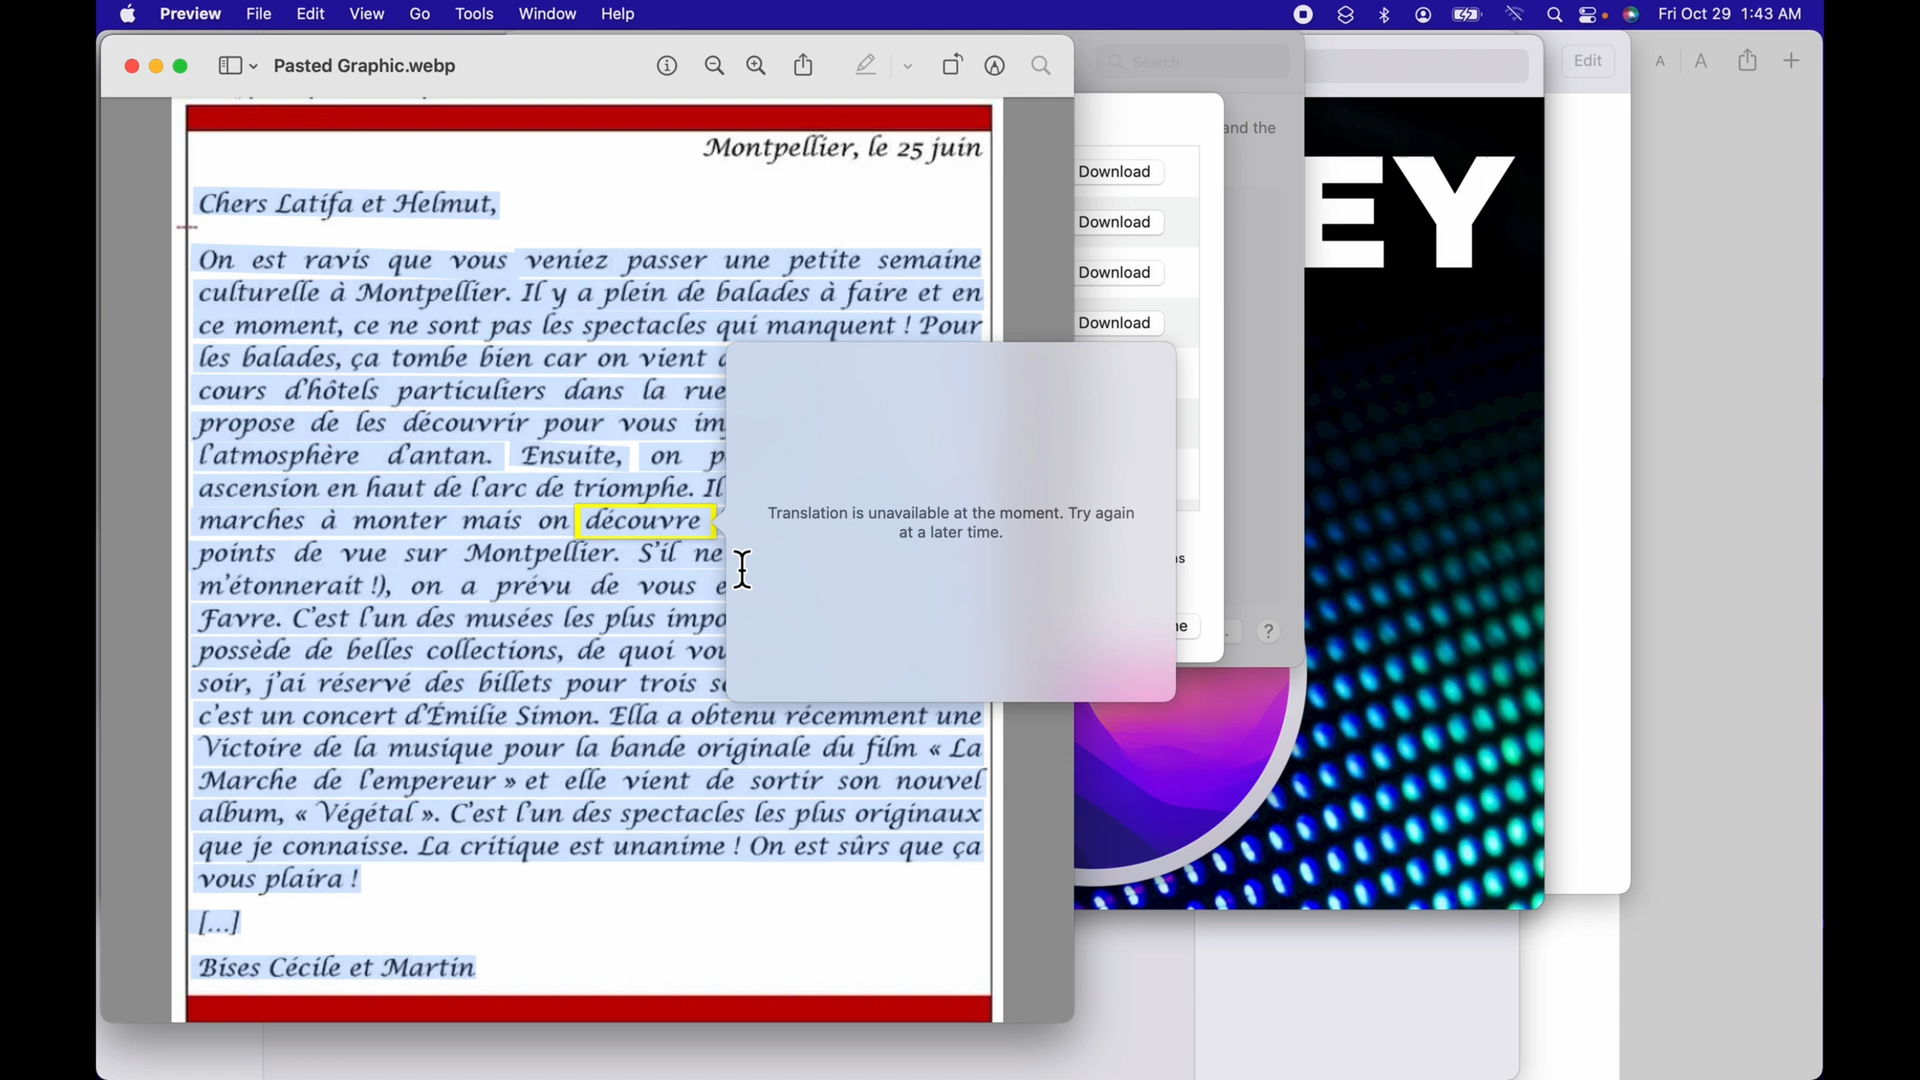 Preview File Edit View Go Tools Window Help Fri Oct 29 1:43 AM
Pasted Graphic.webp
Search
Edit
A A
and the
Download
Download
Download
Download
EY
Montpellier, le 25 juin
Chers Latifa et Helmut,
On est ravis que vous veniez passer une petite semaine
culturelle à Montpellier. Il y a plein de balades à faire et en
ce moment, ce ne sont pas les spectacles qui manquent ! Pour
les balades, ça tombe bien car on vient
cours d'hôtels particuliers dans la rue
propose de les découvrir pour vous im
l'atmosphère d'antan. Ensuite, on p
ascension en haut de l'arc de triomphe. Il
marches à monter mais on découvre
points de vue sur Montpellier. S'il ne
m'étonnerait !), on a prévu de vous e
Favre. C'est l'un des musées les plus impo
possède de belles collections, de quoi vou
soir, j'ai réservé des billets pour trois s
c'est un concert d'Émilie Simon. Ella a obtenu récemment une
Victoire de la musique pour la bande originale du film « La
Marche de l'empereur » et elle vient de sortir son nouvel
album, « Végétal ». C'est l'un des spectacles les plus originaux
que je connaisse. La critique est unanime ! On est sûrs que ça
vous plaira !
[...]
Bises Cécile et Martin
Translation is unavailable at the moment. Try again
at a later time.
ns
ne
?